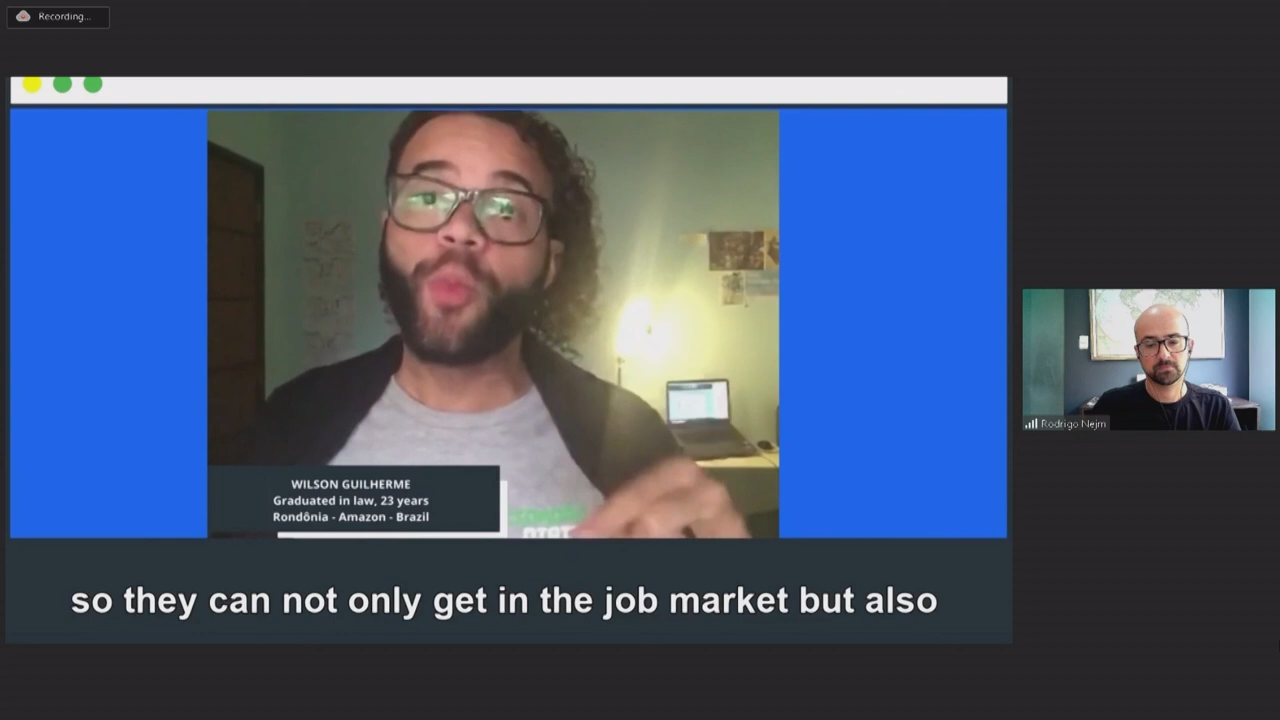 Recording...
WILSON GUILHERME
Graduated in law, 23 years
Rondônia - Amazon - Brazil
so they can not only get in the job market but also
Rodrigo Nejm